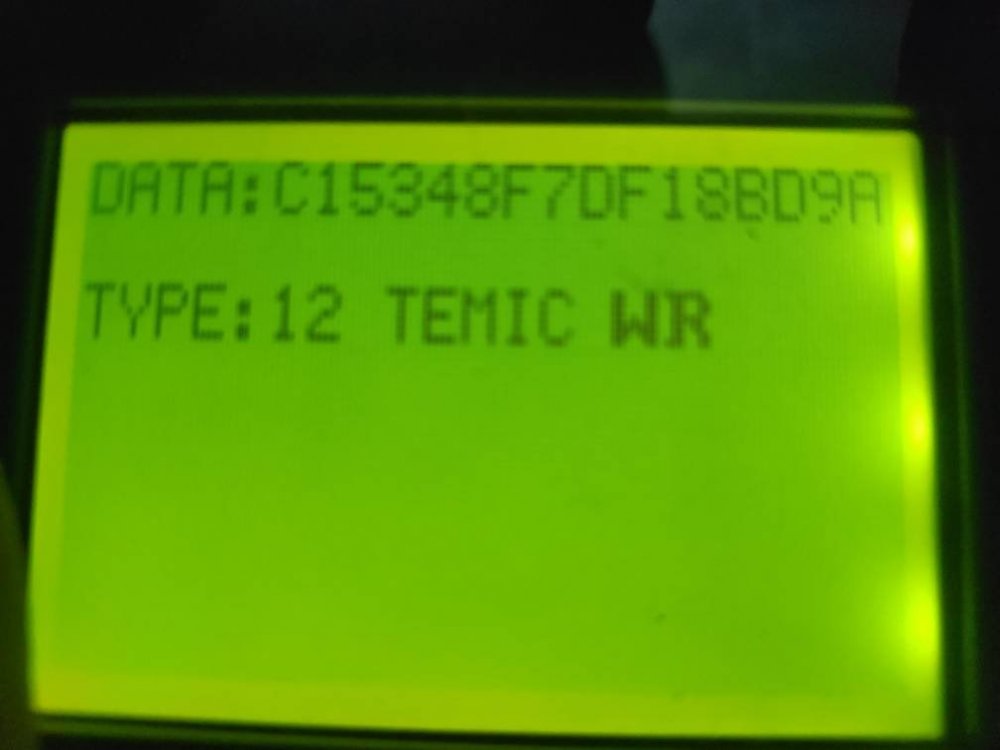 DATA:C15348F7DF18BD9A
TYPE:12 TEMIC WR